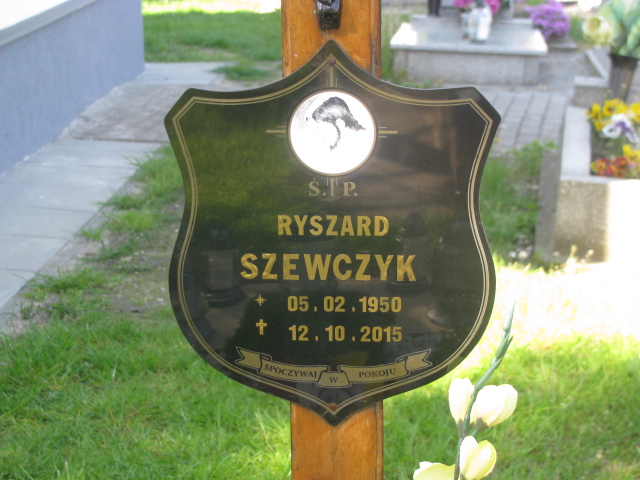 Ś. P.
RYSZARD
SZEWCZYK
* 05.02.1950
✝ 12.10.2015
SPOCZYWAJ W POKOJU